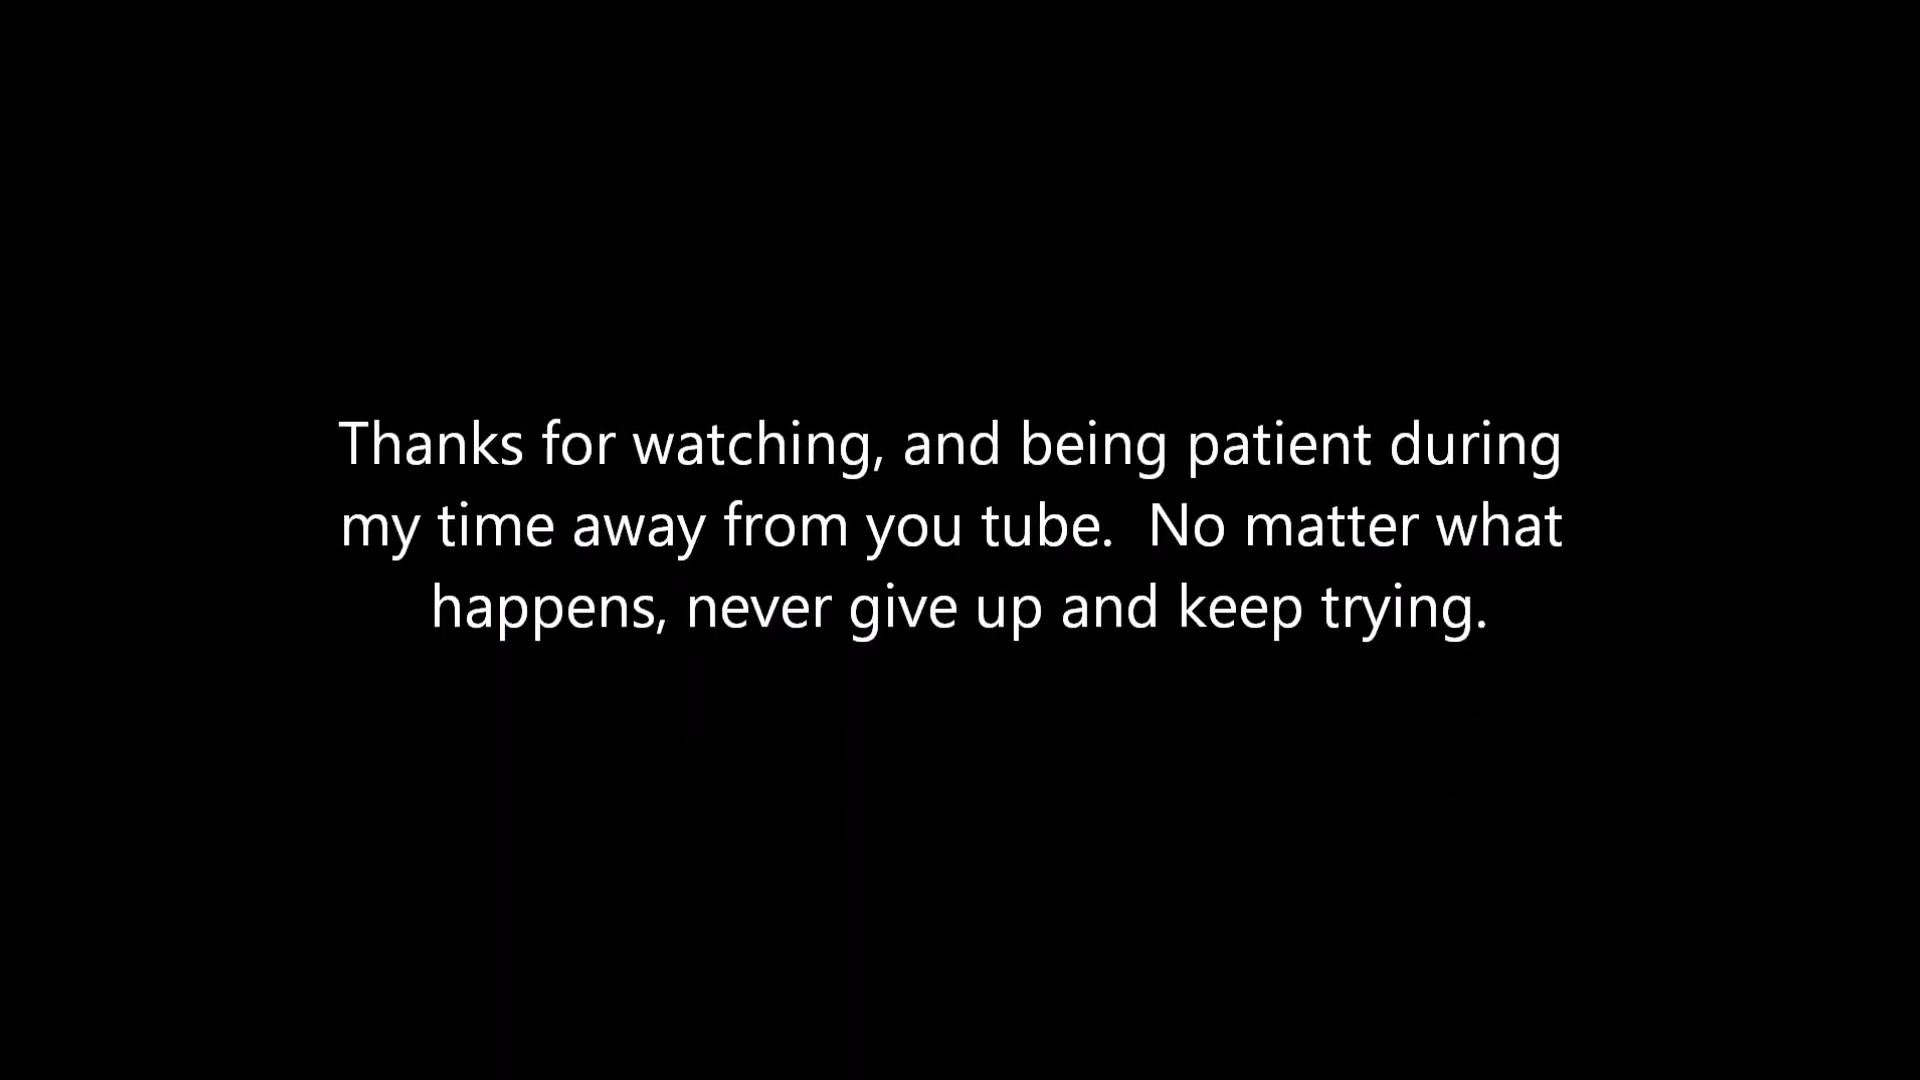 Thanks for watching, and being patient during
my time away from you tube.  No matter what
happens, never give up and keep trying.